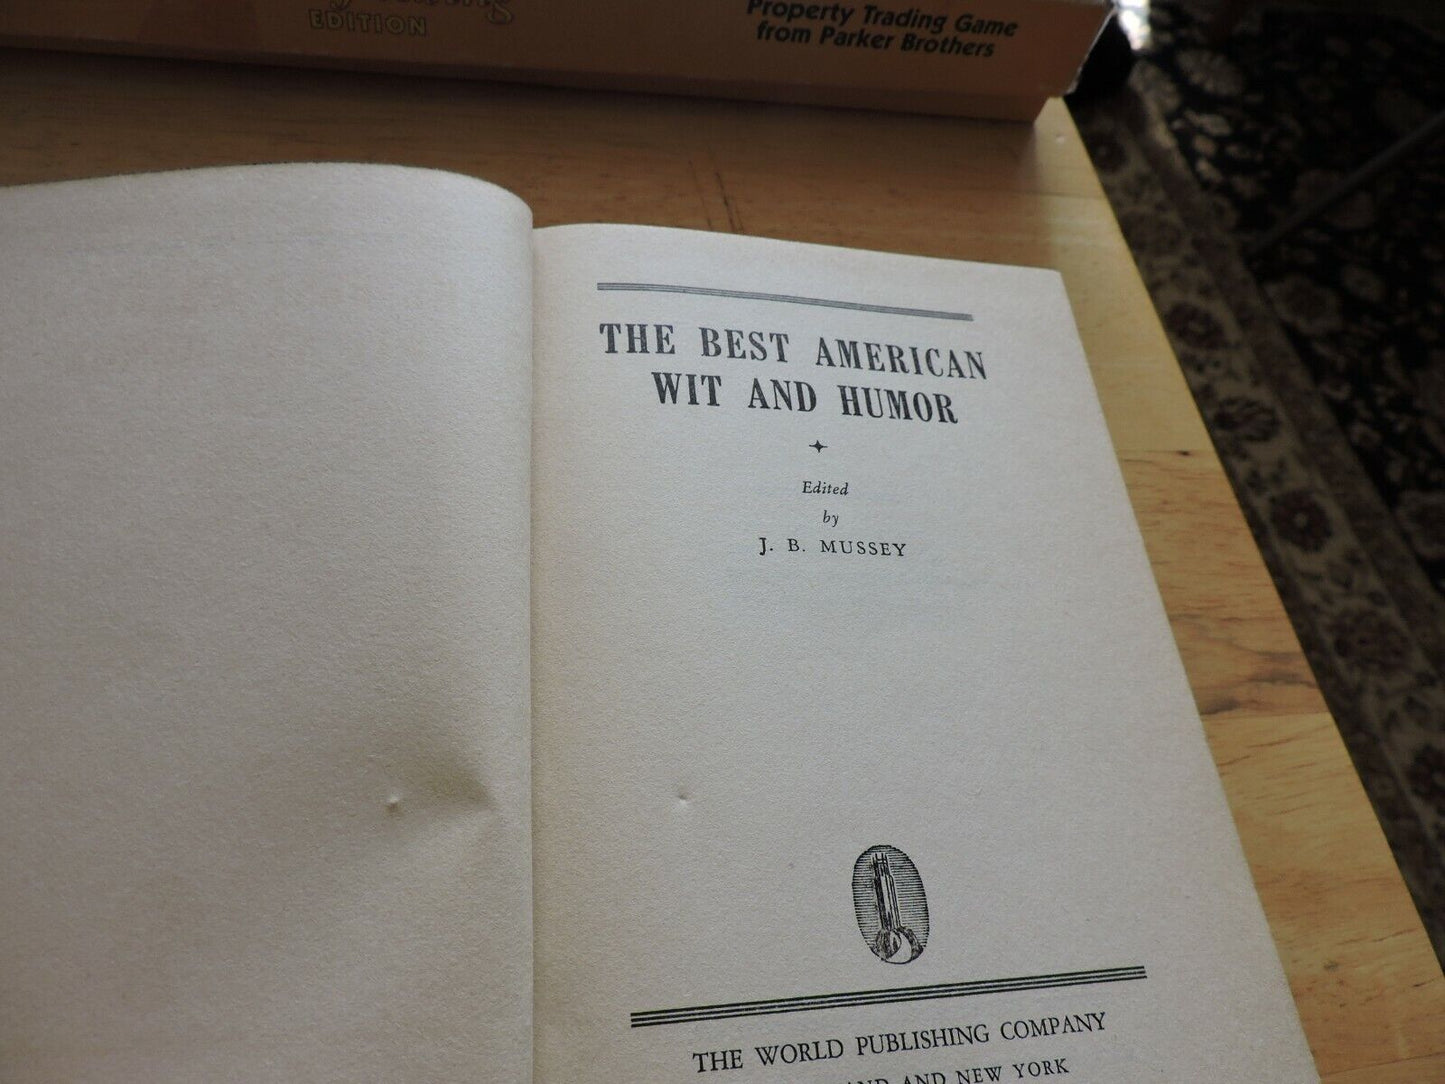 EDITION
Property Trading Game
from Parker Brothers
THE BEST AMERICAN
WIT AND HUMOR
Edited
by
J. B. MUSSEY
THE WORLD PUBLISHING COMPANY
AND NEW YORK